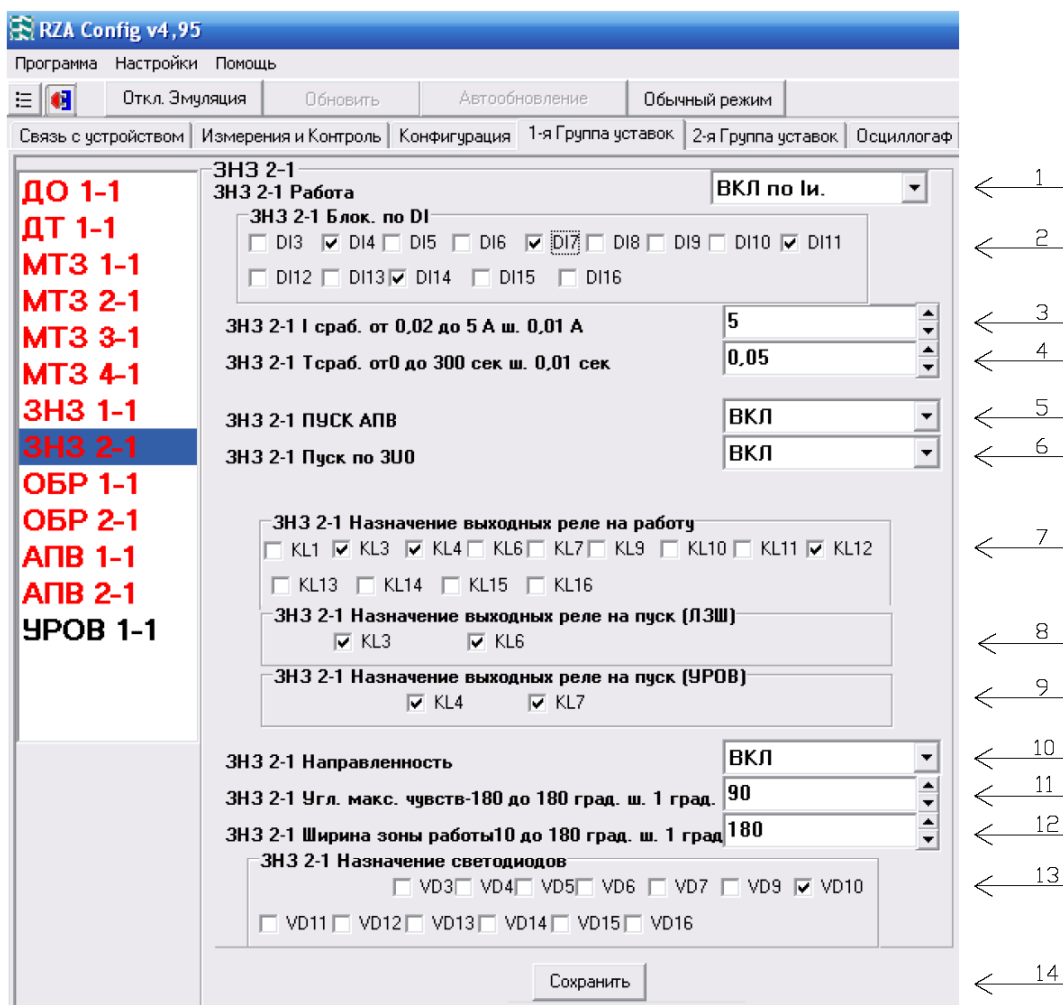 RZA Config v4,95
Программа Настройки Помощь
Откл. Эмуляция Обновить Автообновление Обычный режим
Связь с устройством Измерения и Контроль Конфигурация 1-я Группа уставок 2-я Группа уставок Осциллогаф
ДО 1-1
ДТ 1-1
МТЗ 1-1
МТЗ 2-1
МТЗ 3-1
МТЗ 4-1
ЗНЗ 1-1
ЗНЗ 2-1
ОБР 1-1
ОБР 2-1
АПВ 1-1
АПВ 2-1
УРОВ 1-1
ЗНЗ 2-1
ЗНЗ 2-1 Работа ВКЛ по Iи. 1
ЗНЗ 2-1 Блок. по DI
DI3 DI4 DI5 DI6 DI7 DI8 DI9 DI10 DI11 2
DI12 DI13 DI14 DI15 DI16
ЗНЗ 2-1 I сраб. от 0,02 до 5 А ш. 0,01 А 5 3
ЗНЗ 2-1 Тсраб. от0 до 300 сек ш. 0,01 сек 0,05 4
ЗНЗ 2-1 ПУСК АПВ ВКЛ 5
ЗНЗ 2-1 Пуск по 3U0 ВКЛ 6
ЗНЗ 2-1 Назначение выходных реле на работу
KL1 KL3 KL4 KL6 KL7 KL9 KL10 KL11 KL12 7
KL13 KL14 KL15 KL16
ЗНЗ 2-1 Назначение выходных реле на пуск (ЛЗШ)
KL3 KL6 8
ЗНЗ 2-1 Назначение выходных реле на пуск (УРОВ)
KL4 KL7 9
ЗНЗ 2-1 Направленность ВКЛ 10
ЗНЗ 2-1 Угл. макс. чувств-180 до 180 град. ш. 1 град. 90 11
ЗНЗ 2-1 Ширина зоны работы10 до 180 град. ш. 1 град 180 12
ЗНЗ 2-1 Назначение светодиодов
VD3 VD4 VD5 VD6 VD7 VD9 VD10 13
VD11 VD12 VD13 VD14 VD15 VD16
Сохранить 14